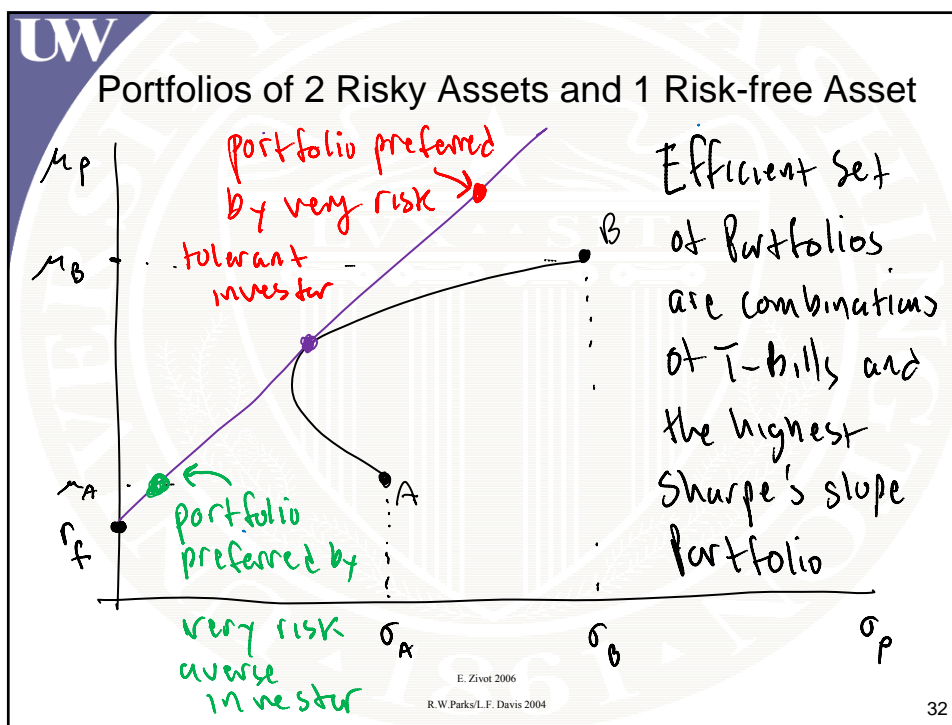 UW
Portfolios of 2 Risky Assets and 1 Risk-free Asset
μP
portfolio preferred
by very risk
tolerant
investor
μB
B
Efficient Set
of Portfolios
are combinations
of T-Bills and
the highest
Sharpe's slope
Portfolio
μA
A
rf
portfolio
preferred by
very risk
averse
investor
σA
σB
σP
E. Zivot 2006
R.W.Parks/L.F. Davis 2004
32